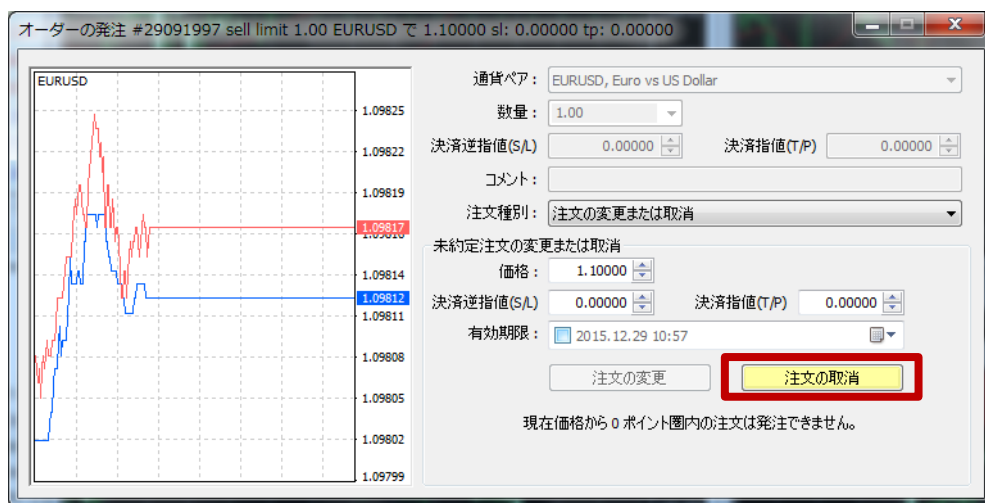 オーダーの発注 #29091997 sell limit 1.00 EURUSD で 1.10000 sl: 0.00000 tp: 0.00000
EURUSD
1.09825
1.09822
1.09819
1.09817
1.09814
1.09812
1.09811
1.09808
1.09805
1.09802
1.09799
通貨ペア: EURUSD, Euro vs US Dollar
数量: 1.00
決済逆指値(S/L) 0.00000 決済指値(T/P) 0.00000
コメント:
注文種別: 注文の変更または取消
未約定注文の変更または取消
価格: 1.10000
決済逆指値(S/L) 0.00000 決済指値(T/P) 0.00000
有効期限: 2015.12.29 10:57
注文の変更 注文の取消
現在価格から 0 ポイント圏内の注文は発注できません。